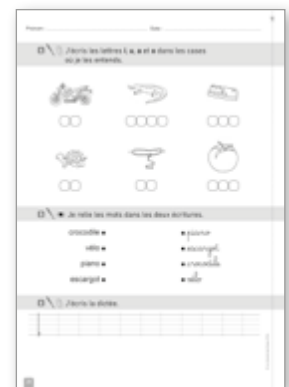 Prénom : Date :
J'écris les lettres i, u, o et a dans les cases
où je les entends.
Je relie les mots dans les deux écritures.
crocodile • • piano
vélo • • escargot
piano • • crocodile
escargot • • vélo
J'écris la dictée.